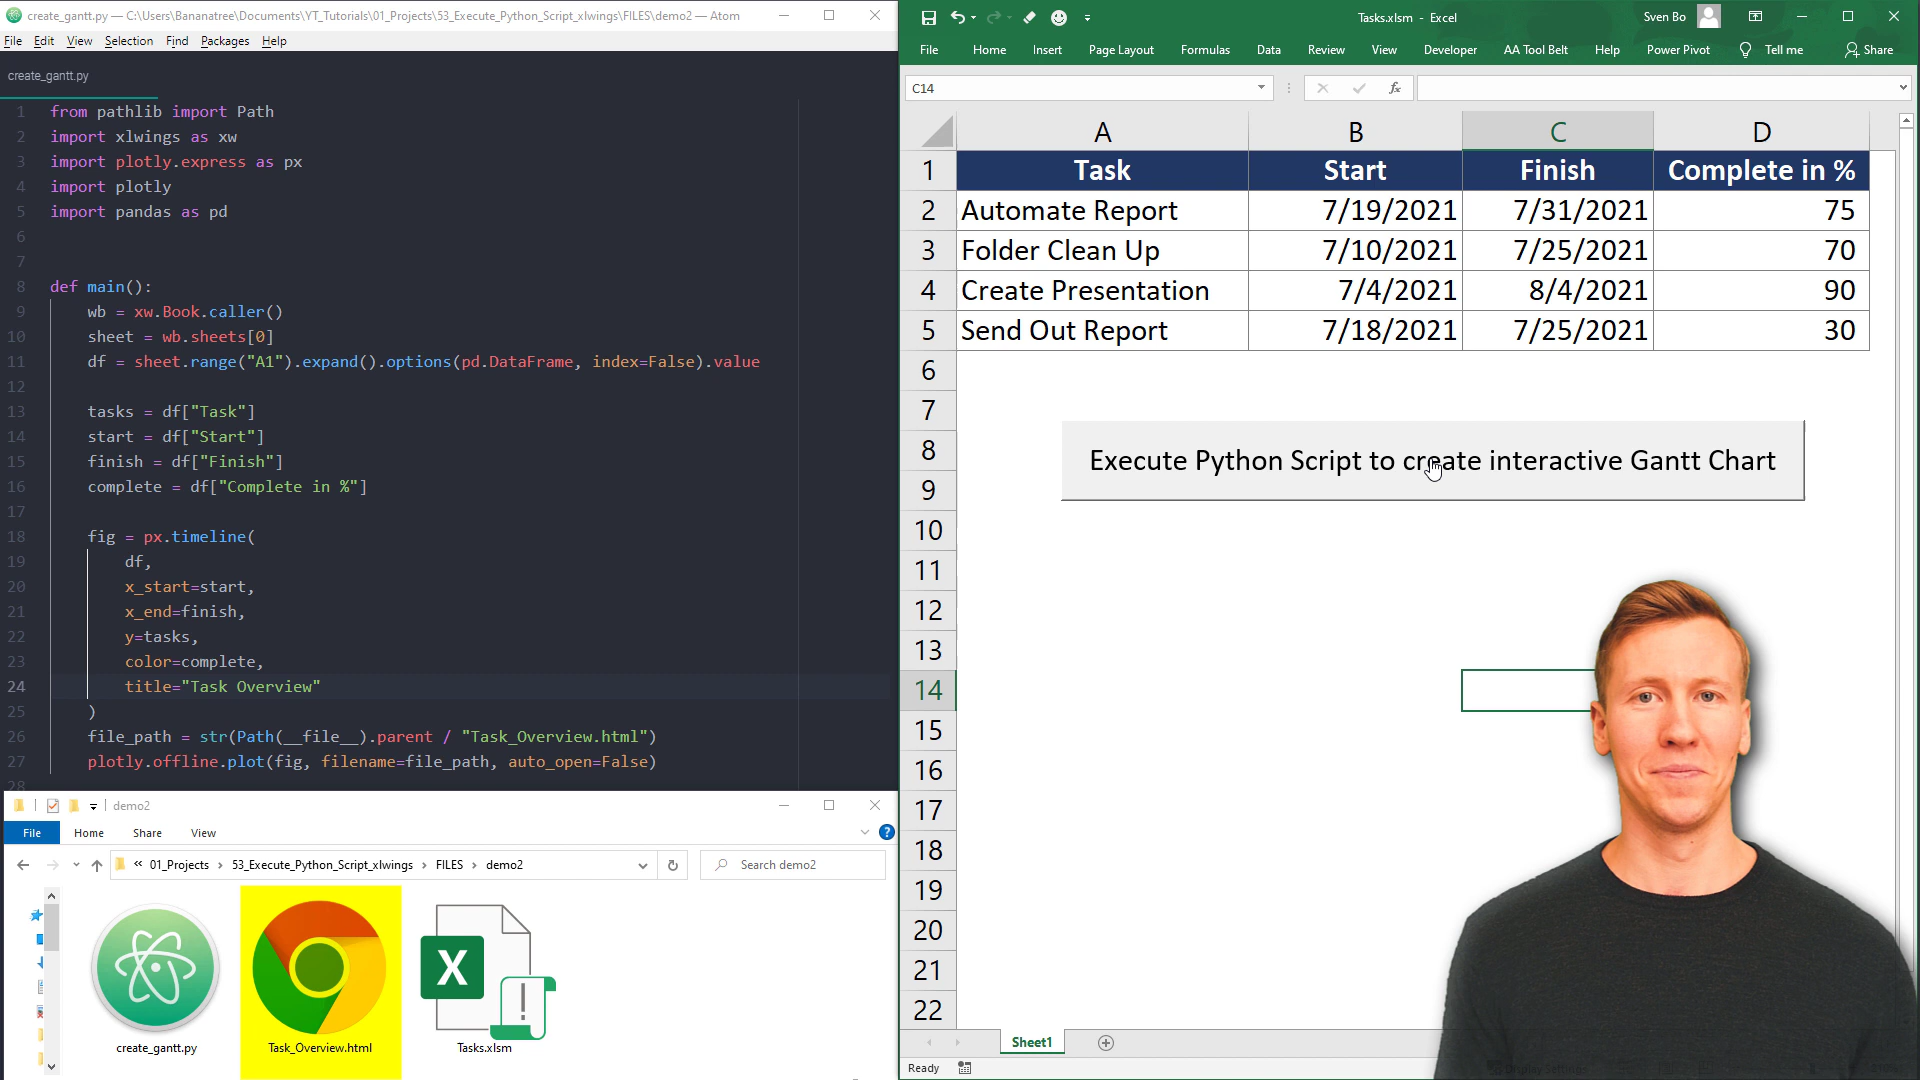 create_gantt.py — C:\Users\Bananatree\Documents\YT_Tutorials\01_Projects\53_Execute_Python_Script_xlwings\FILES\demo2 — Atom
File Edit View Selection Find Packages Help
create_gantt.py
1 from pathlib import Path
2 import xlwings as xw
3 import plotly.express as px
4 import plotly
5 import pandas as pd
6
7
8 def main():
9 wb = xw.Book.caller()
10 sheet = wb.sheets[0]
11 df = sheet.range("A1").expand().options(pd.DataFrame, index=False).value
12
13 tasks = df["Task"]
14 start = df["Start"]
15 finish = df["Finish"]
16 complete = df["Complete in %"]
17
18 fig = px.timeline(
19 df,
20 x_start=start,
21 x_end=finish,
22 y=tasks,
23 color=complete,
24 title="Task Overview"
25 )
26 file_path = str(Path(__file__).parent / "Task_Overview.html")
27 plotly.offline.plot(fig, filename=file_path, auto_open=False)
28
demo2
File Home Share View
« 01_Projects › 53_Execute_Python_Script_xlwings › FILES › demo2
Search demo2
create_gantt.py Task_Overview.html Tasks.xlsm
Tasks.xlsm - Excel Sven Bo
File Home Insert Page Layout Formulas Data Review View Developer AA Tool Belt Help Power Pivot Tell me Share
C14 fx
A B C D
1 Task Start Finish Complete in %
2 Automate Report 7/19/2021 7/31/2021 75
3 Folder Clean Up 7/10/2021 7/25/2021 70
4 Create Presentation 7/4/2021 8/4/2021 90
5 Send Out Report 7/18/2021 7/25/2021 30
6
7
8
Execute Python Script to create interactive Gantt Chart
9
10
11
12
13
14
15
16
17
18
19
20
21
22
Sheet1
Ready